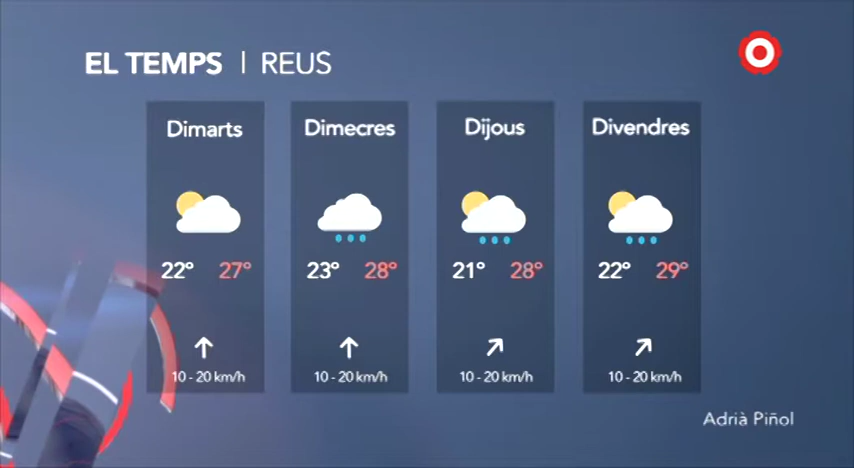 EL TEMPS | REUS
Dimarts
22° 27°
10 - 20 km/h
Dimecres
23° 28°
10 - 20 km/h
Dijous
21° 28°
10 - 20 km/h
Divendres
22° 29°
10 - 20 km/h
Adrià Piñol